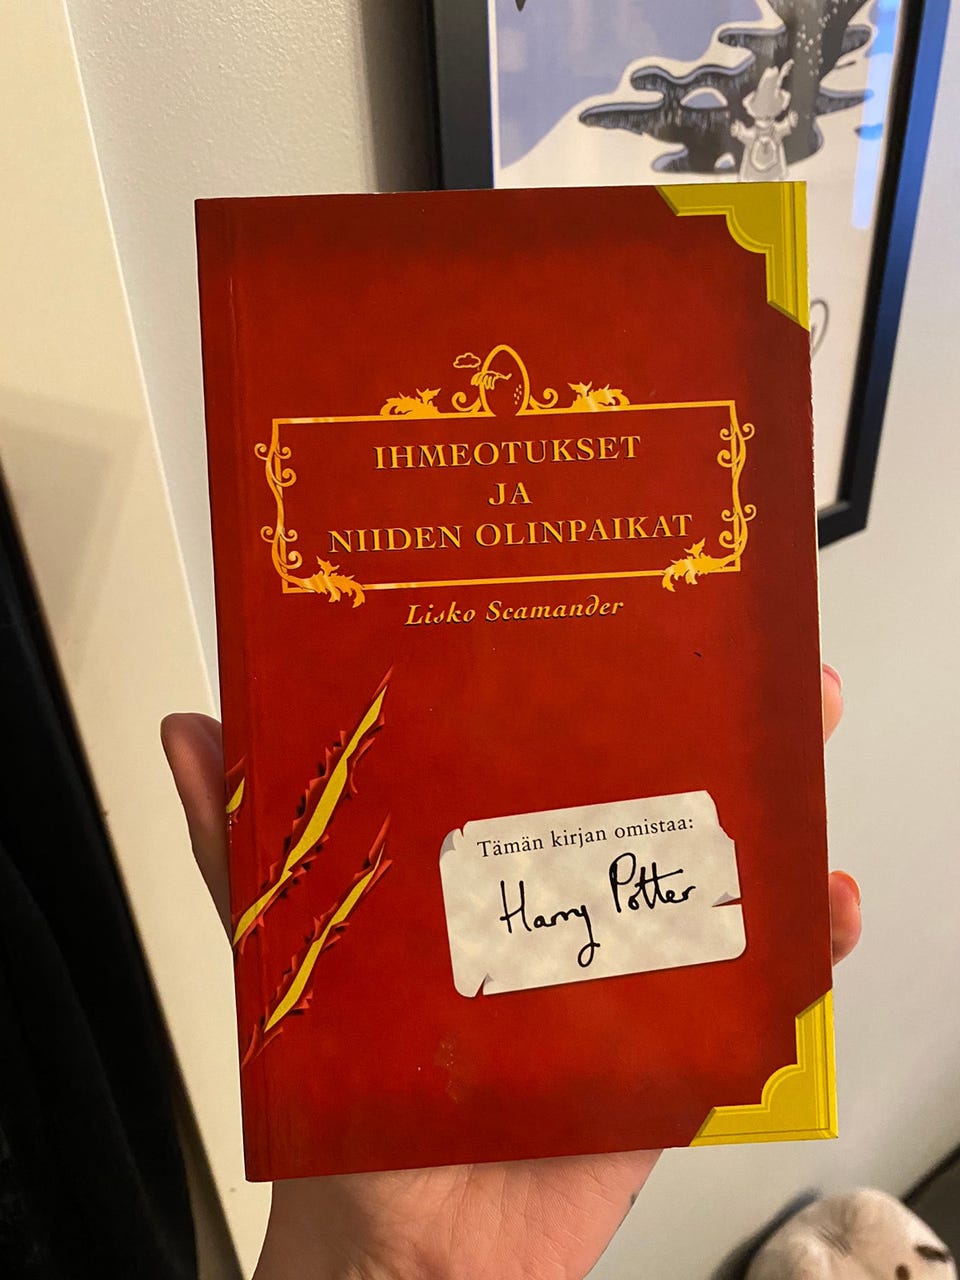 IHMEOTUKSET
JA
NIIDEN OLINPAIKAT
Lisko Scamander
Tämän kirjan omistaa:
Harry Potter